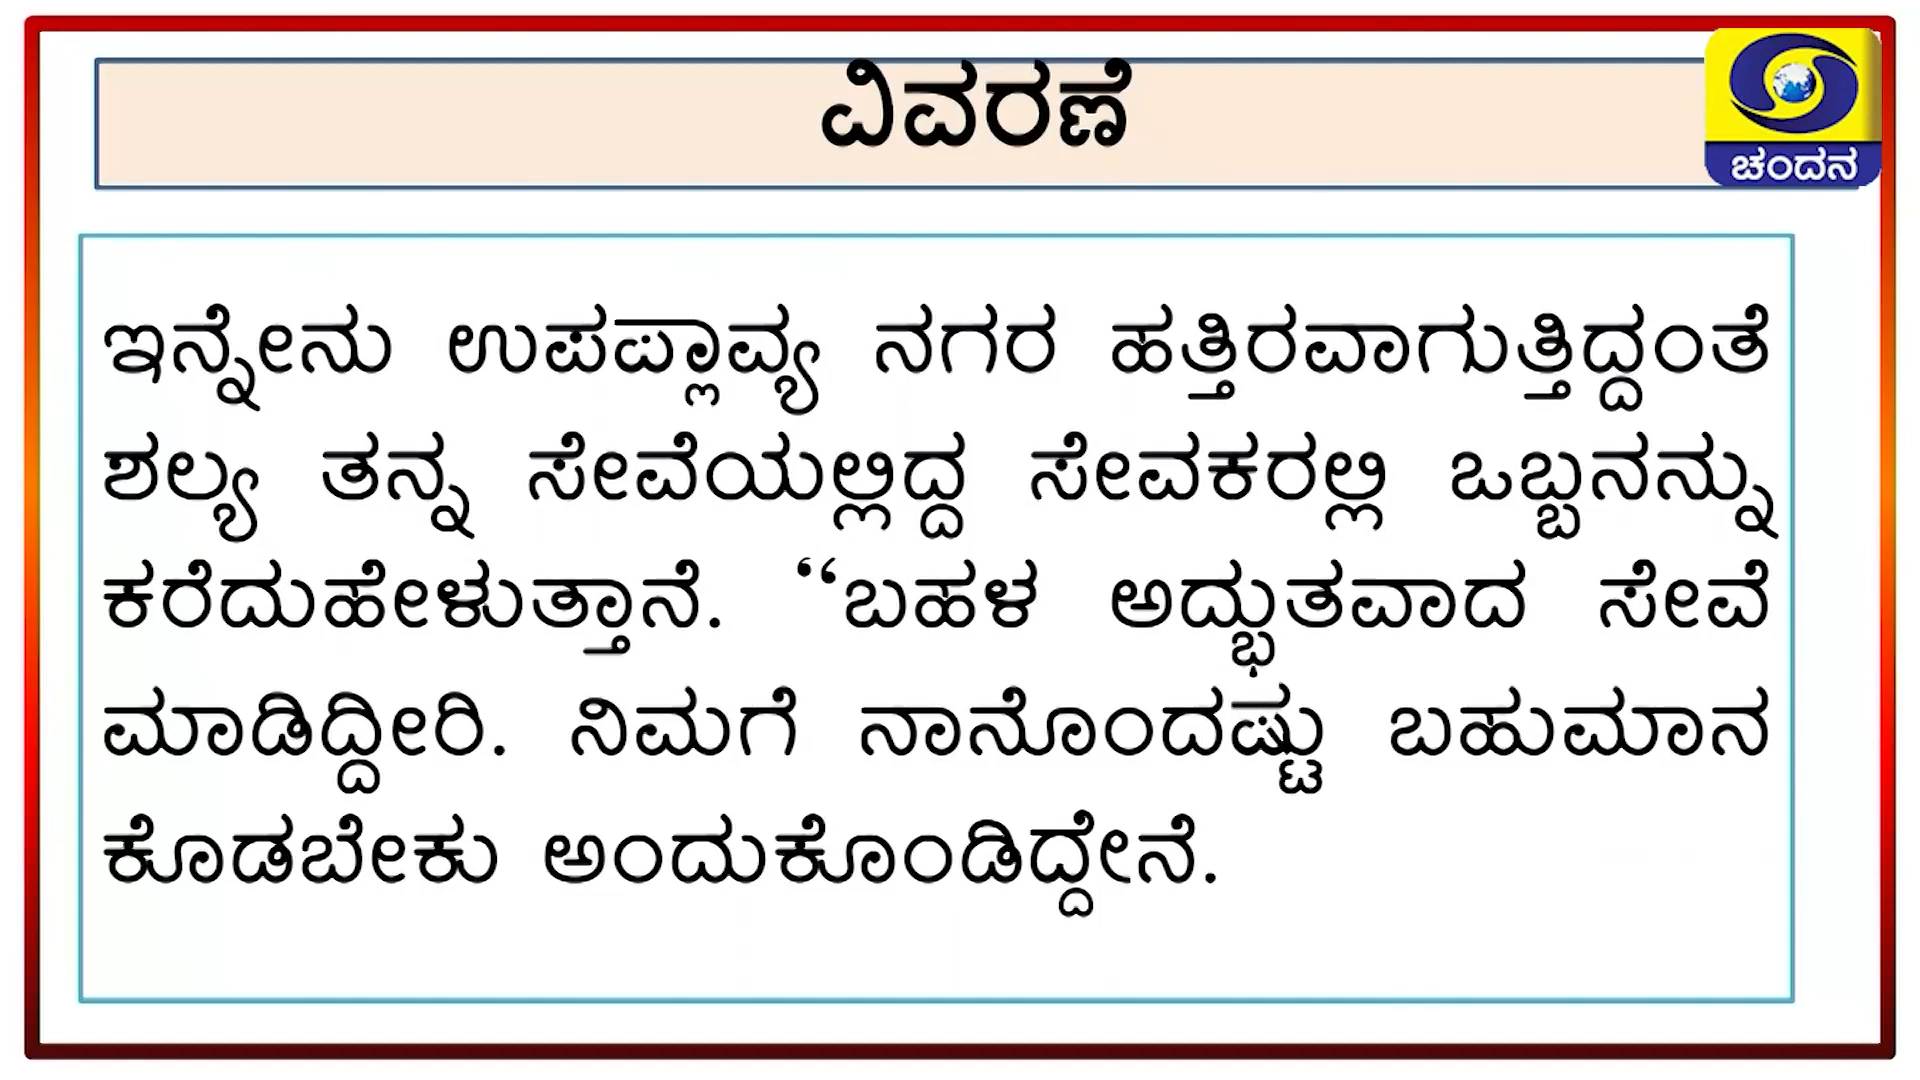 ವಿವರಣೆ
ಚಂದನ
ಇನ್ನೇನು ಉಪಪ್ಲಾವ್ಯ ನಗರ ಹತ್ತಿರವಾಗುತ್ತಿದ್ದಂತೆ
ಶಲ್ಯ ತನ್ನ ಸೇವೆಯಲ್ಲಿದ್ದ ಸೇವಕರಲ್ಲಿ ಒಬ್ಬನನ್ನು
ಕರೆದುಹೇಳುತ್ತಾನೆ. “ಬಹಳ ಅದ್ಭುತವಾದ ಸೇವೆ
ಮಾಡಿದ್ದೀರಿ. ನಿಮಗೆ ನಾನೊಂದಷ್ಟು ಬಹುಮಾನ
ಕೊಡಬೇಕು ಅಂದುಕೊಂಡಿದ್ದೇನೆ.